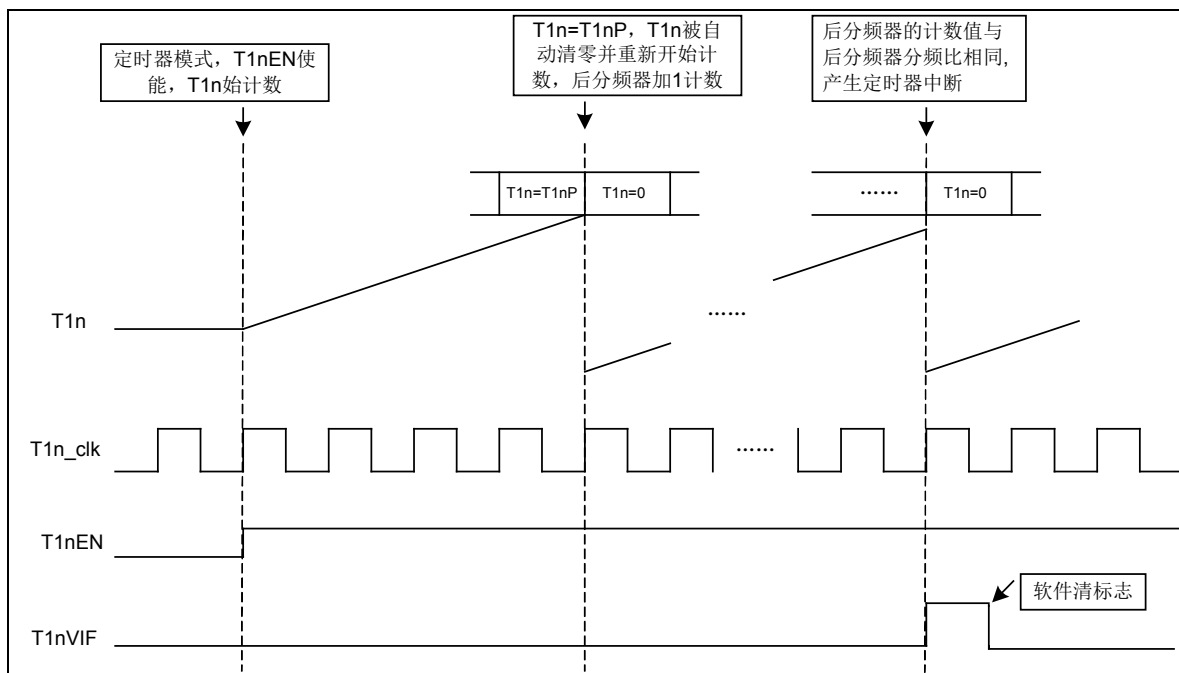 定时器模式，T1nEN使
能，T1n始计数
T1n=T1nP，T1n被自
动清零并重新开始计
数，后分频器加1计数
后分频器的计数值与
后分频器分频比相同,
产生定时器中断
T1n=T1nP
T1n=0
……
T1n=0
T1n
……
T1n_clk
……
T1nEN
软件清标志
T1nVIF